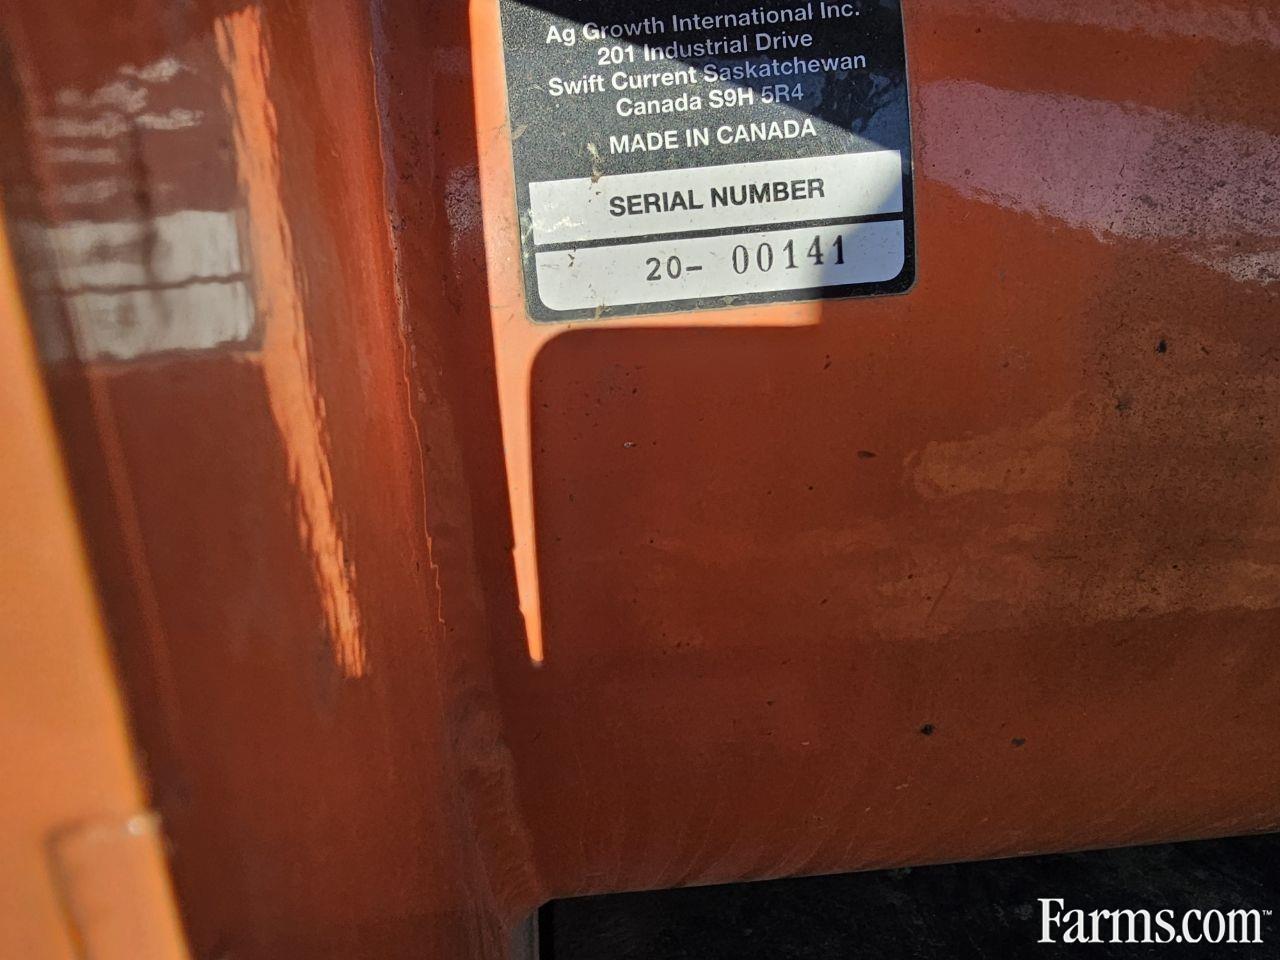 Ag Growth International Inc.
201 Industrial Drive
Swift Current Saskatchewan
Canada S9H 5R4
MADE IN CANADA
SERIAL NUMBER
20- 00141
Farms.com™